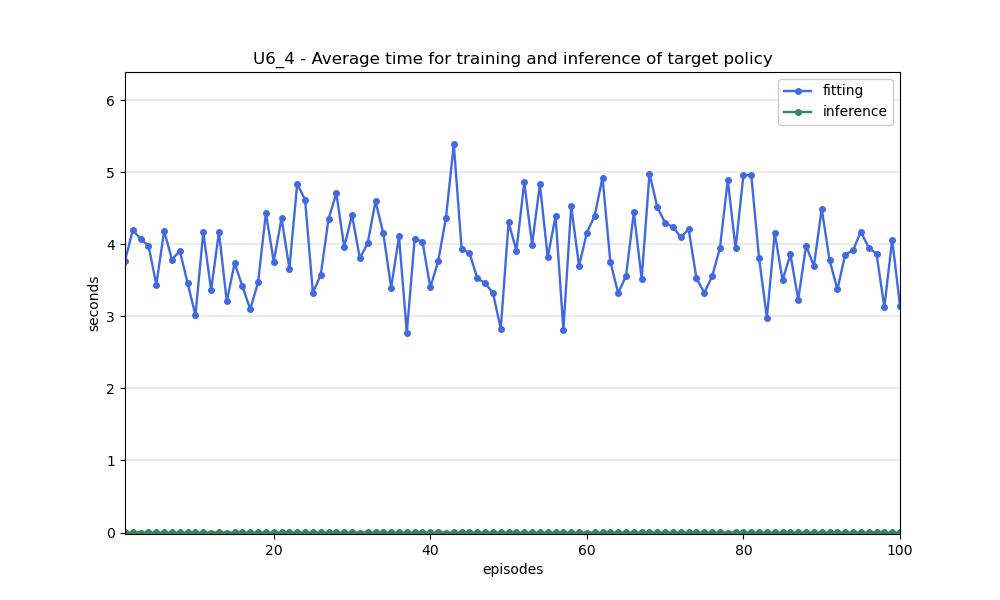 U6_4 - Average time for training and inference of target policy
fitting
inference
6
5
4
3
2
1
0
seconds
20
40
60
80
100
episodes